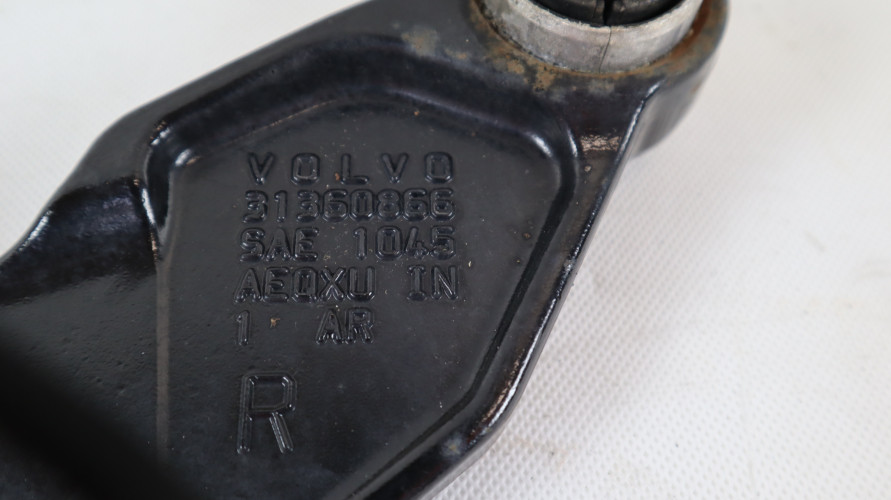 VOLVO
31360866
SAE 1045
AEQXU IN
1 AR
R